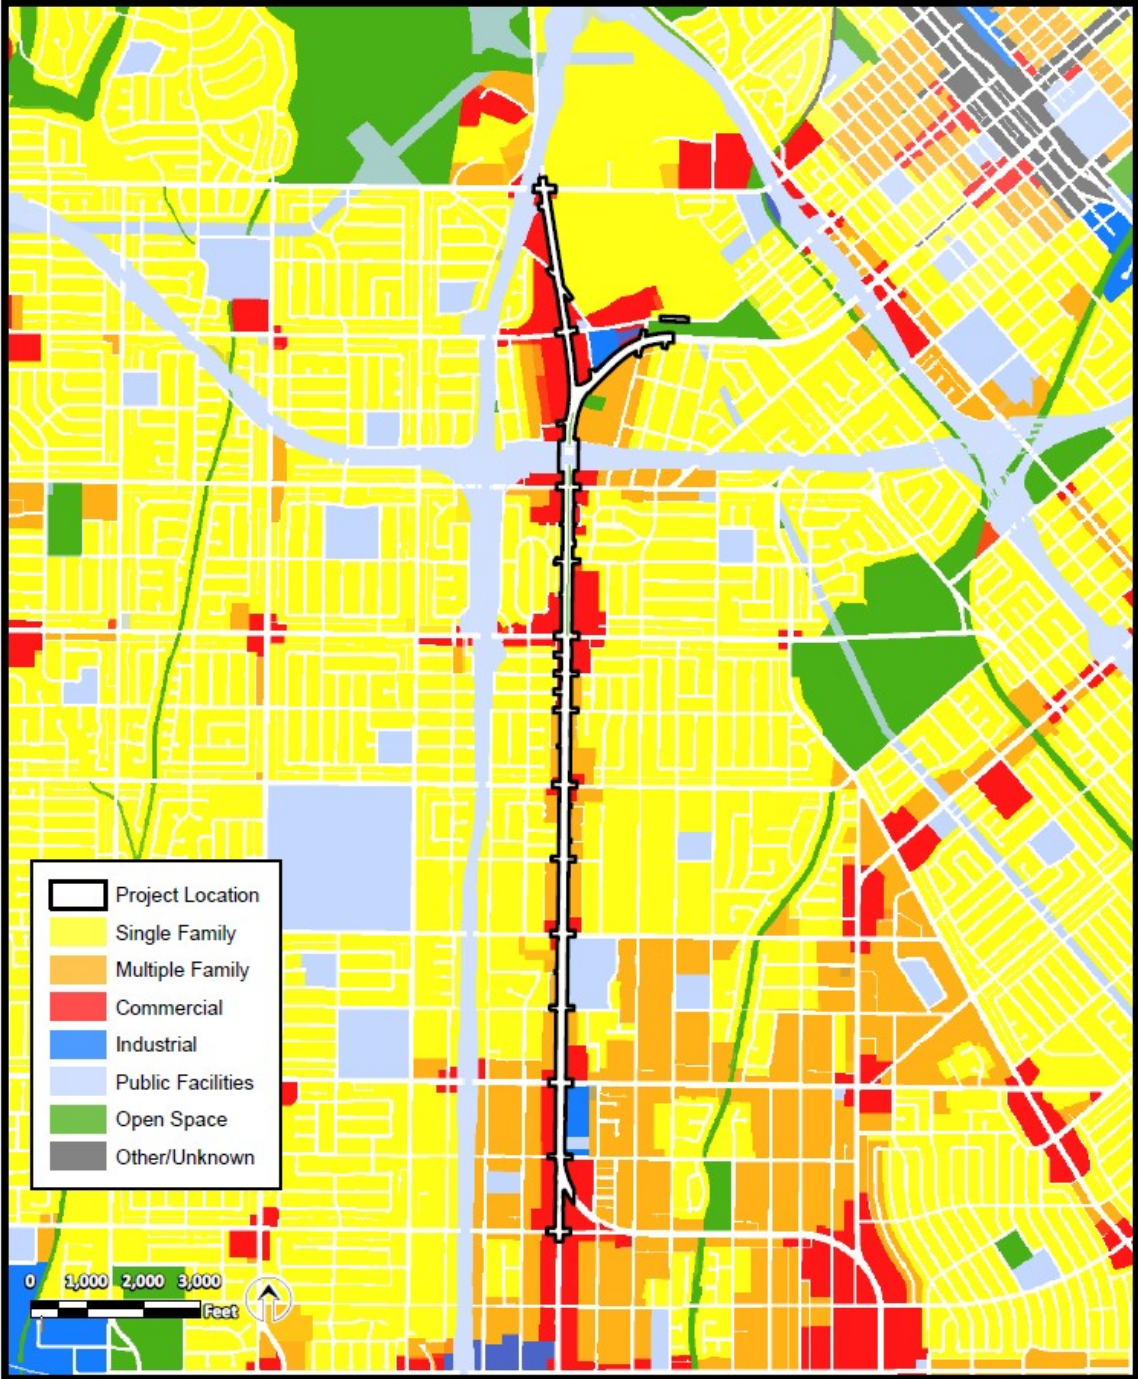 Project Location
Single Family
Multiple Family
Commercial
Industrial
Public Facilities
Open Space
Other/Unknown
0 1,000 2,000 3,000
Feet